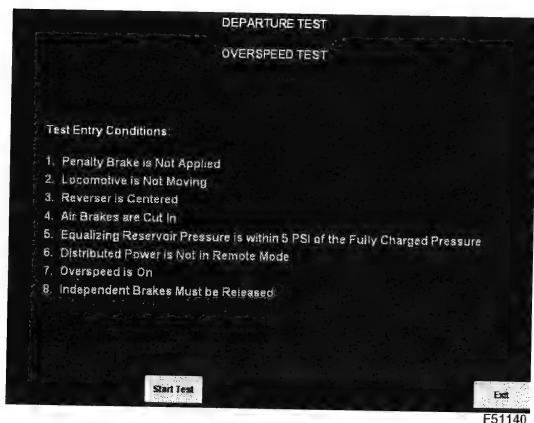 DEPARTURE TEST
OVERSPEED TEST
Test Entry Conditions:
1. Penalty Brake is Not Applied
2. Locomotive is Not Moving
3. Reverser is Centered
4. Air Brakes are Cut In
5. Equalizing Reservoir Pressure is within 5 PSI of the Fully Charged Pressure
6. Distributed Power is Not in Remote Mode
7. Overspeed is On
8. Independent Brakes Must be Released
Start Test
Exit
F51140